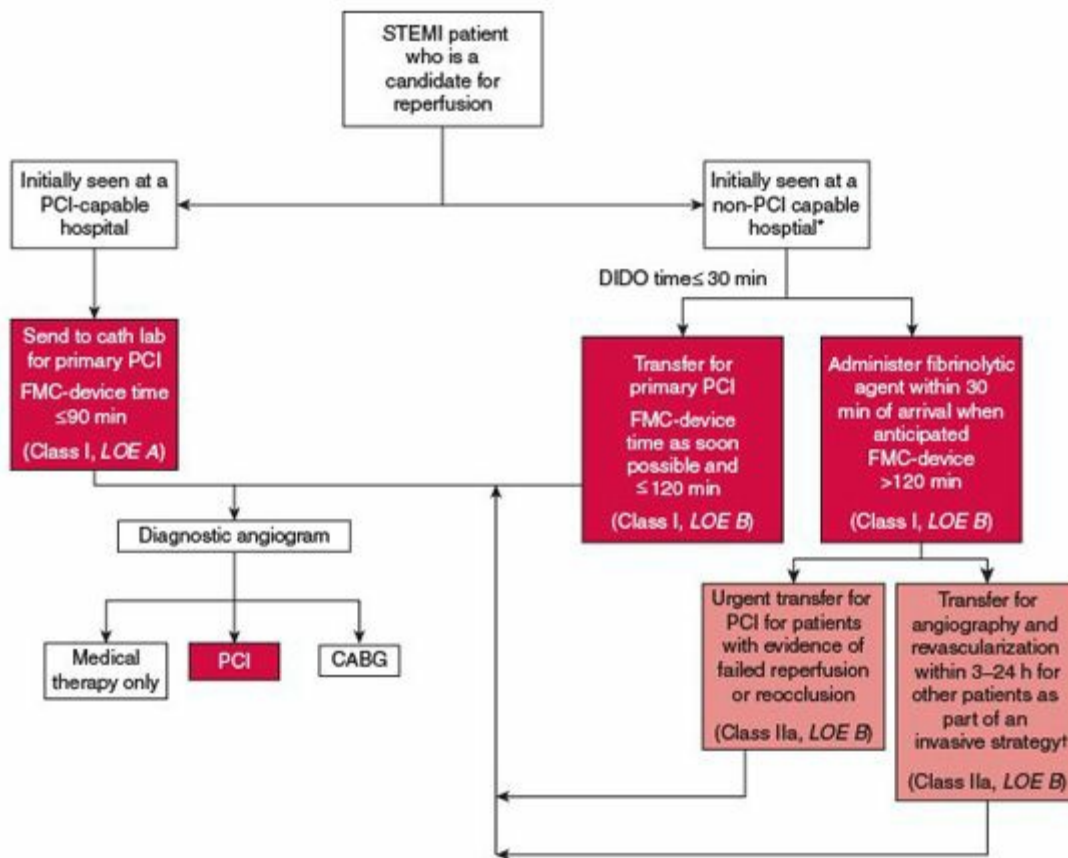 STEMI patient
who is a
candidate for
reperfusion
Initially seen at a
PCI-capable
hospital
Initially seen at a
non-PCI capable
hosptial*
DIDO time≤ 30 min
Send to cath lab
for primary PCI
FMC-device time
≤90 min
(Class I, LOE A)
Transfer for
primary PCI
FMC-device
time as soon
possible and
≤120 min
(Class I, LOE B)
Administer fibrinolytic
agent within 30
min of arrival when
anticipated
FMC-device
>120 min
(Class I, LOE B)
Diagnostic angiogram
Medical
therapy only
PCI
CABG
Urgent transfer for
PCI for patients
with evidence of
failed reperfusion
or reocclusion
(Class IIa, LOE B)
Transfer for
angiography and
revascularization
within 3–24 h for
other patients as
part of an
invasive strategy†
(Class IIa, LOE B)